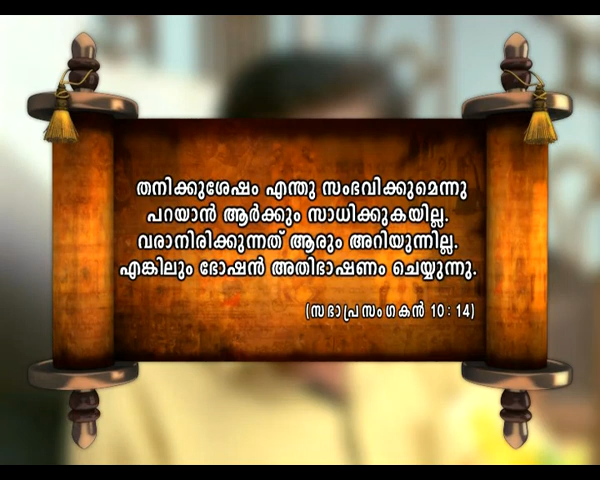 തനിക്കുശേഷം എന്തു സംഭവിക്കുമെന്നു
പറയാൻ ആർക്കും സാധിക്കുകയില്ല.
വരാനിരിക്കുന്നത് ആരും അറിയുന്നില്ല.
എങ്കിലും ഭോഷൻ അതിഭാഷണം ചെയ്യുന്നു.
(സഭാപ്രസംഗകൻ 10 : 14)